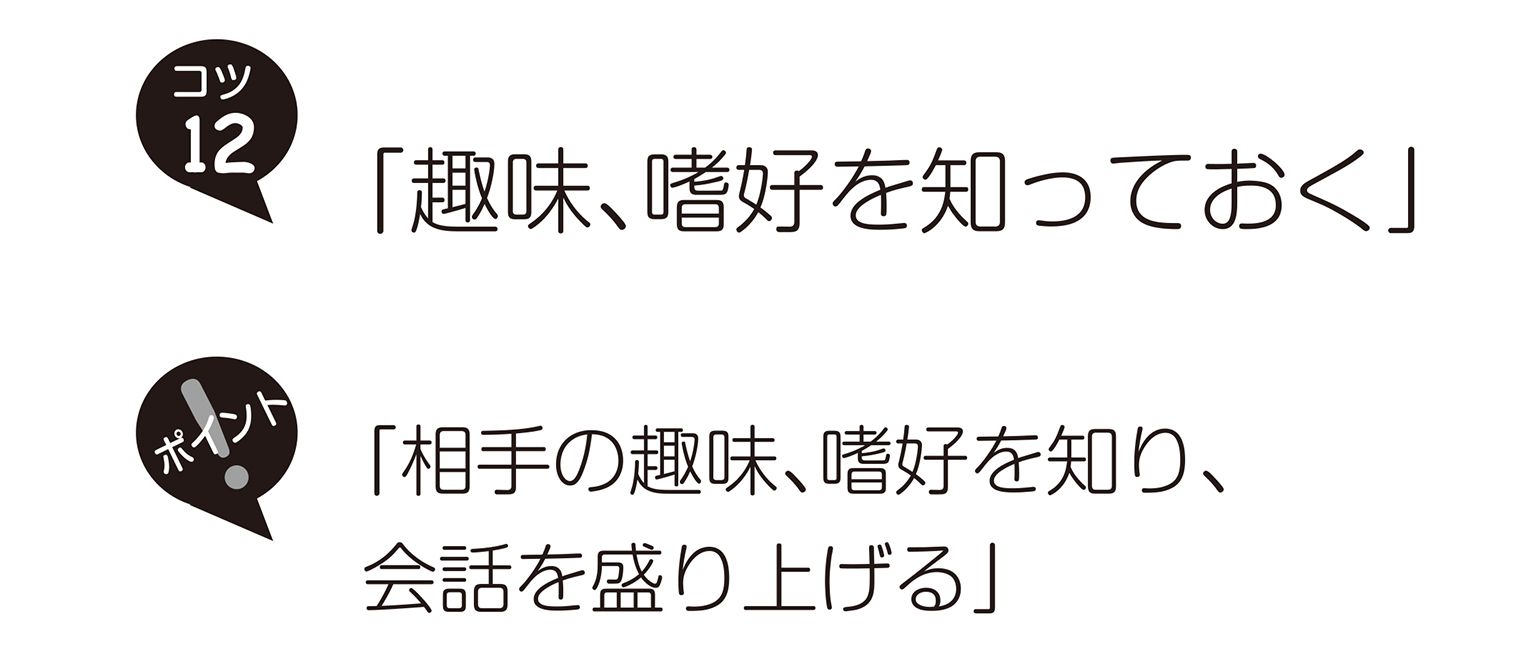 コツ
12
「趣味、嗜好を知っておく」
ポイント
「相手の趣味、嗜好を知り、
会話を盛り上げる」